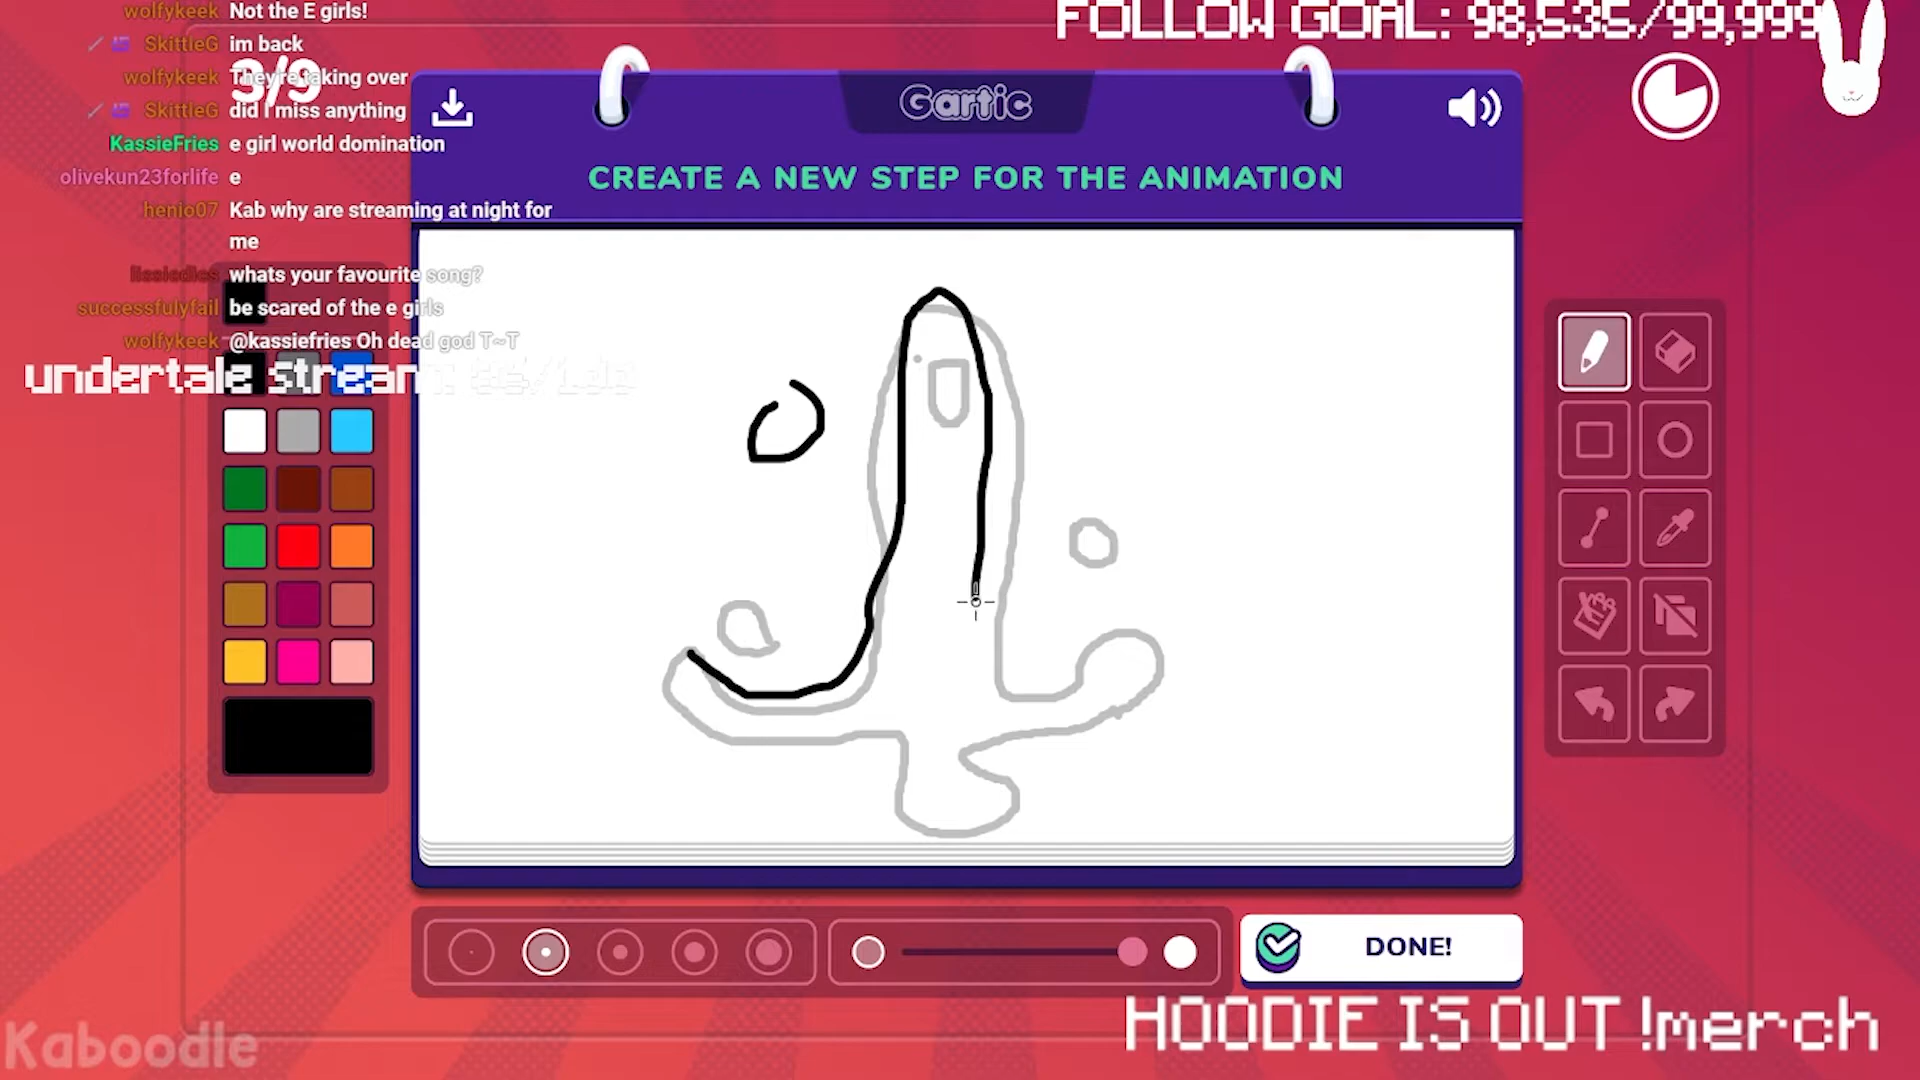 wolfykeek Not the E girls!
FOLLOW GOAL: 98,535/99,999
SkittleG im back
wolfykeek They're taking over
3/9
SkittleG did I miss anything
Gartic
KassieFries e girl world domination
olivekun23forlife e
CREATE A NEW STEP FOR THE ANIMATION
henio07 Kab why are streaming at night for
me
whats your favourite song?
successfulyfail be scared of the e girls
wolfykeek @kassiefries Oh dead god T~T
undertale stream:
DONE!
HOODIE IS OUT !merch
Kaboodle